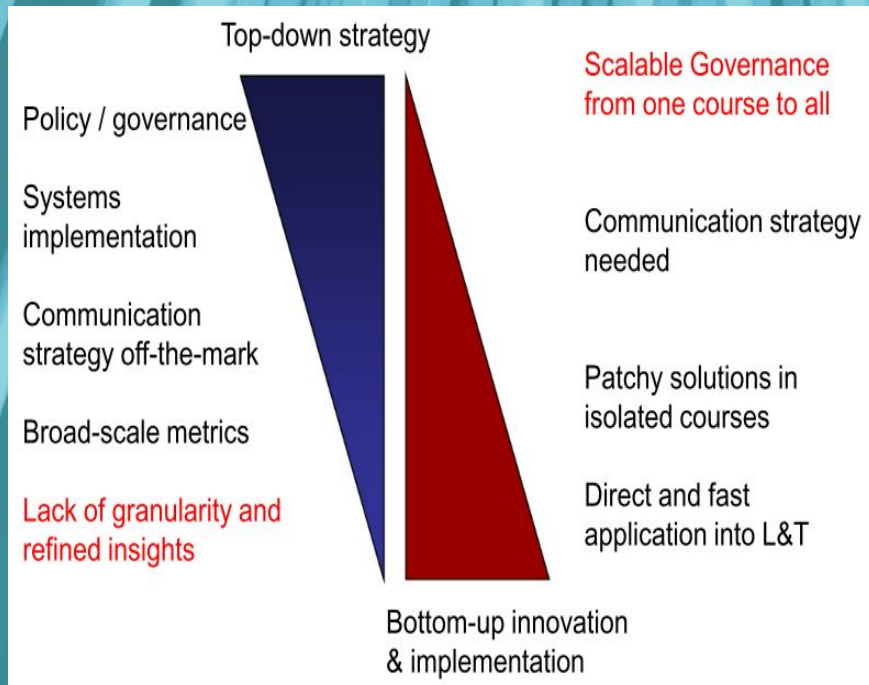 Top-down strategy
Policy / governance
Systems
implementation
Communication
strategy off-the-mark
Broad-scale metrics
Lack of granularity and
refined insights
Scalable Governance
from one course to all
Communication strategy
needed
Patchy solutions in
isolated courses
Direct and fast
application into L&T
Bottom-up innovation
& implementation